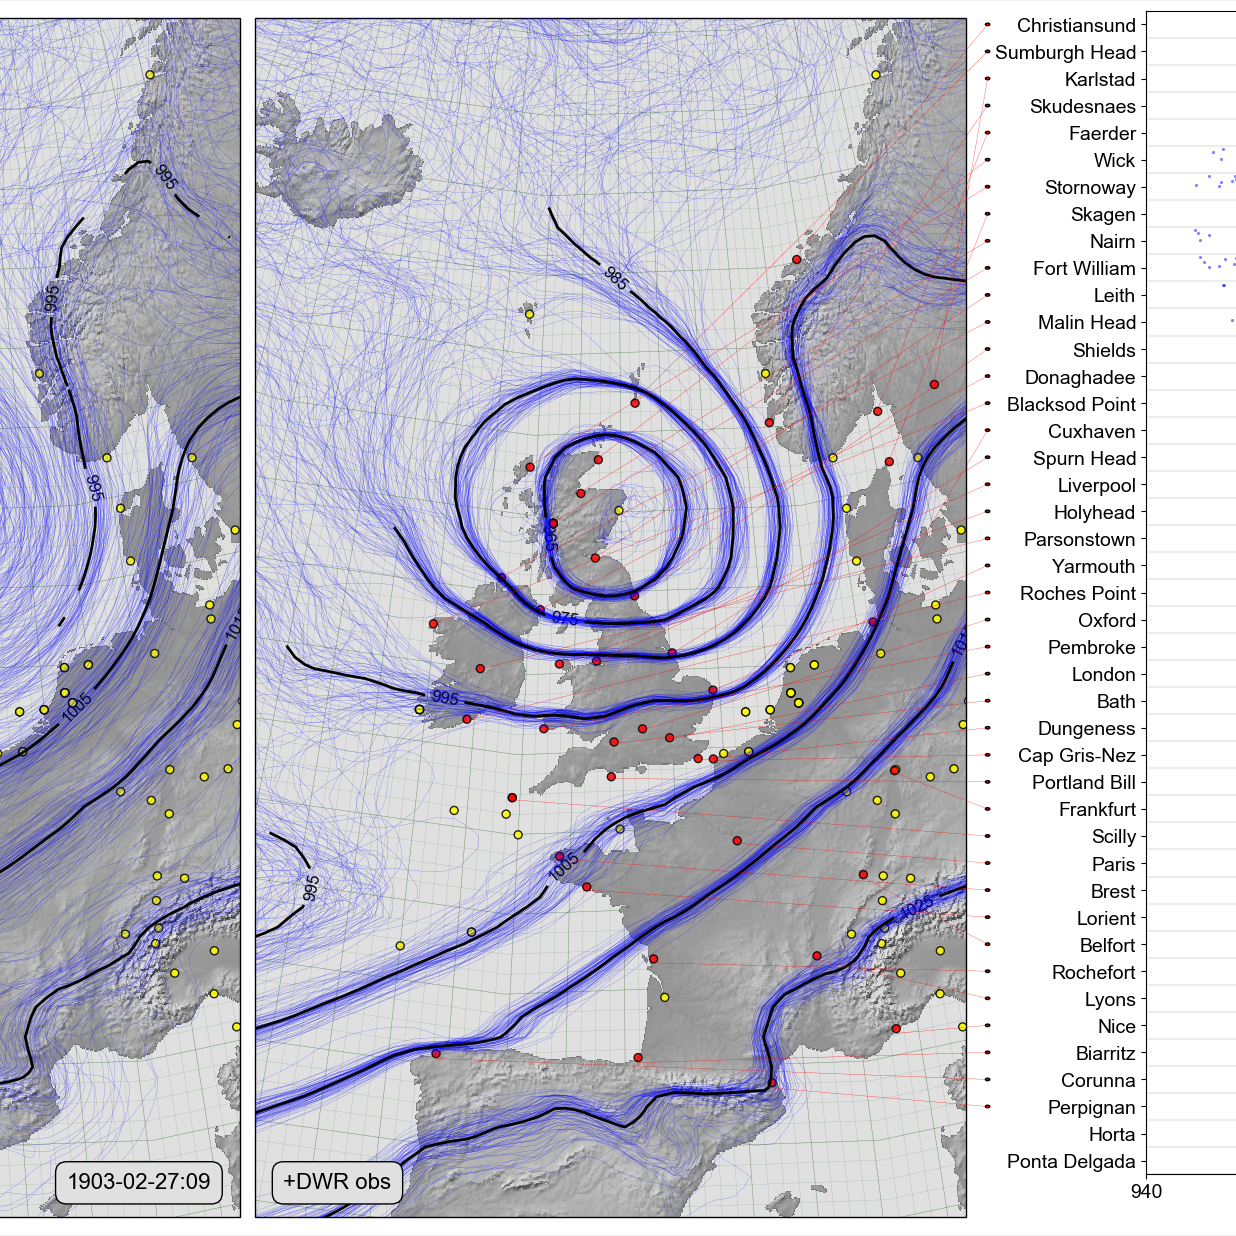 995
995
995
1005
1903-02-27:09
985
965
975
995
1005
995
1025
+DWR obs
Christiansund
Sumburgh Head
Karlstad
Skudesnaes
Faerder
Wick
Stornoway
Skagen
Nairn
Fort William
Leith
Malin Head
Shields
Donaghadee
Blacksod Point
Cuxhaven
Spurn Head
Liverpool
Holyhead
Parsonstown
Yarmouth
Roches Point
Oxford
Pembroke
London
Bath
Dungeness
Cap Gris-Nez
Portland Bill
Frankfurt
Scilly
Paris
Brest
Lorient
Belfort
Rochefort
Lyons
Nice
Biarritz
Corunna
Perpignan
Horta
Ponta Delgada
940